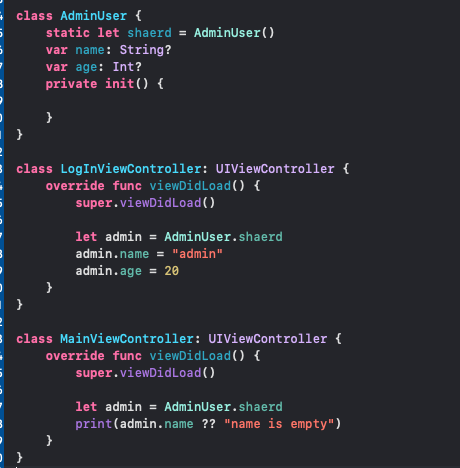 class AdminUser {
    static let shaerd = AdminUser()
    var name: String?
    var age: Int?
    private init() {

    }
}

class LogInViewController: UIViewController {
    override func viewDidLoad() {
        super.viewDidLoad()

        let admin = AdminUser.shaerd
        admin.name = "admin"
        admin.age = 20
    }
}

class MainViewController: UIViewController {
    override func viewDidLoad() {
        super.viewDidLoad()

        let admin = AdminUser.shaerd
        print(admin.name ?? "name is empty")
    }
}